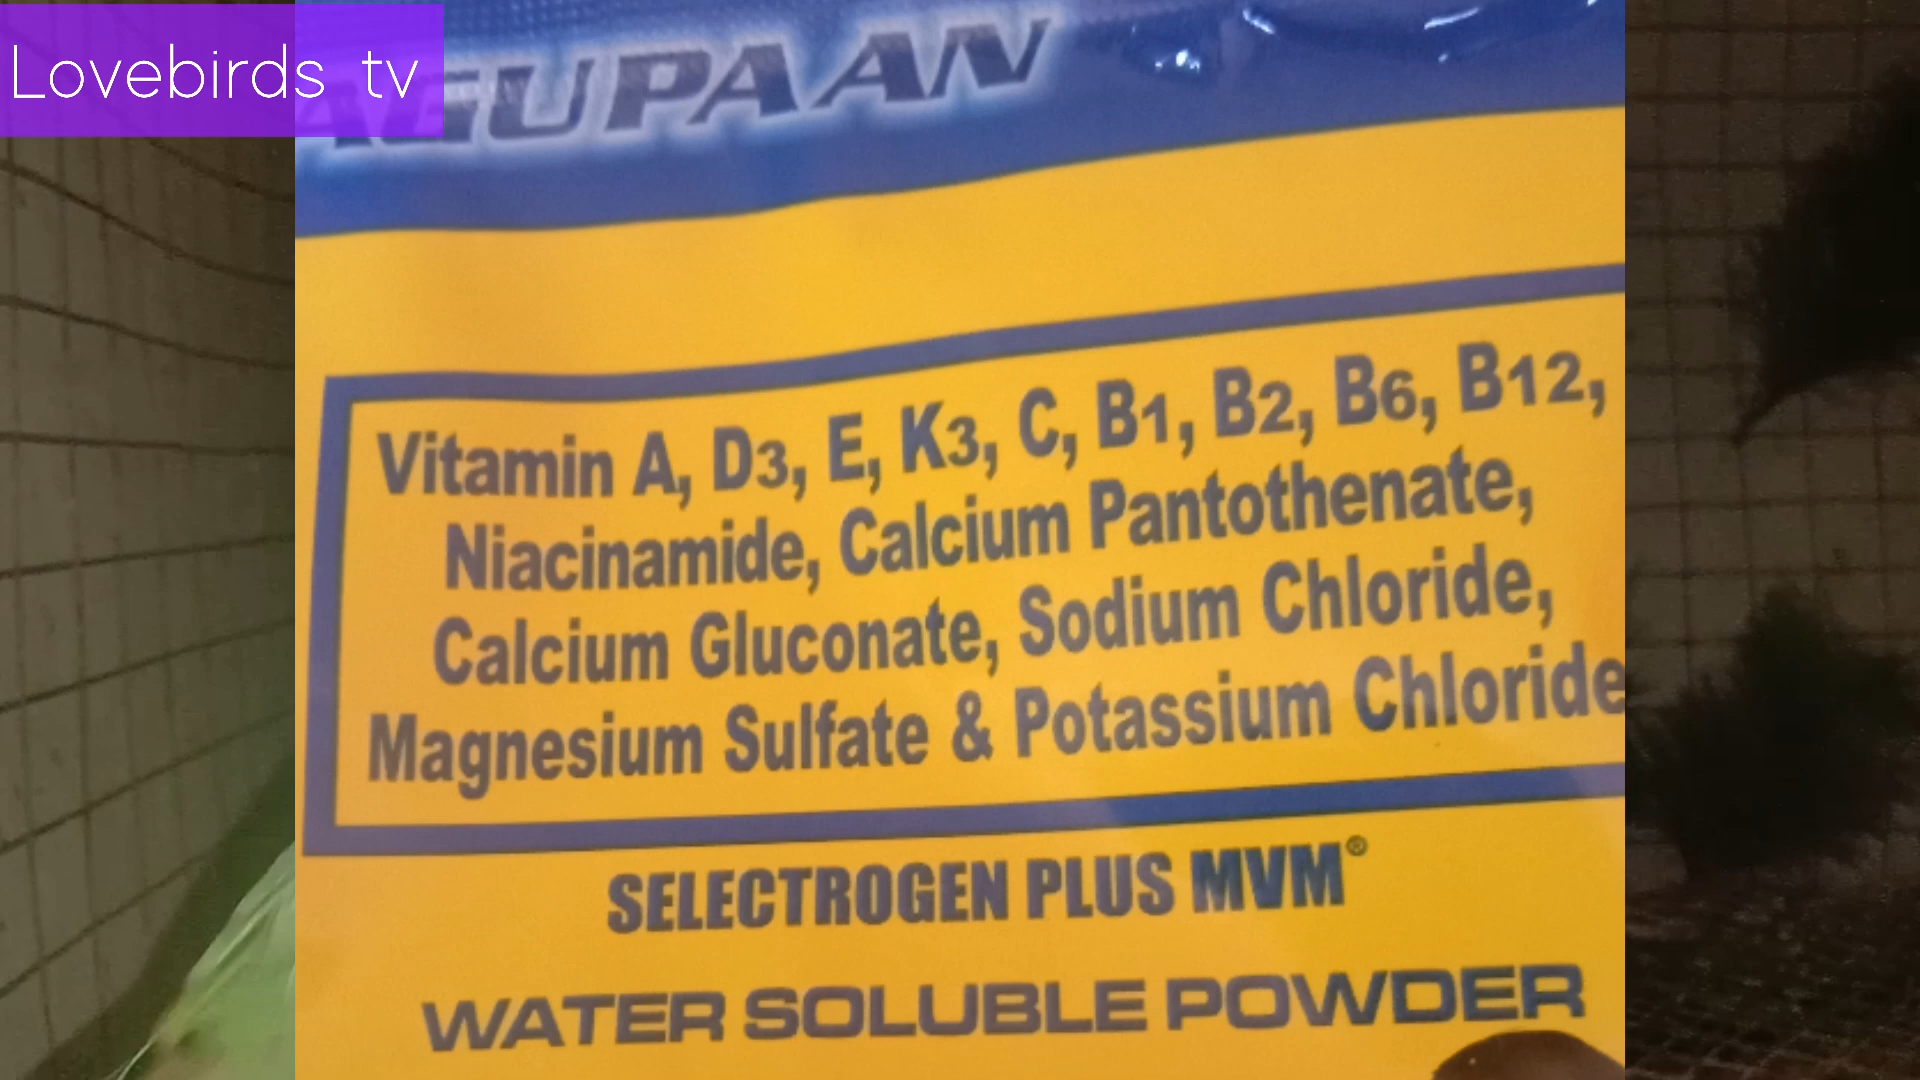 Lovebirds tv
AGUPAAN
Vitamin A, D3, E, K3, C, B1, B2, B6, B12,
Niacinamide, Calcium Pantothenate,
Calcium Gluconate, Sodium Chloride,
Magnesium Sulfate & Potassium Chloride
SELECTROGEN PLUS MVM®
WATER SOLUBLE POWDER